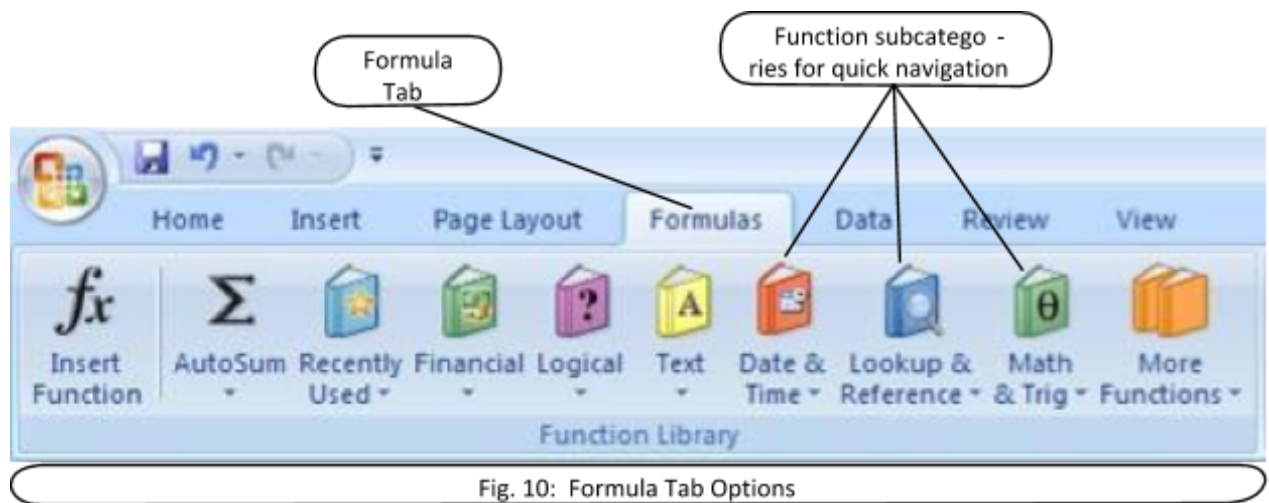 Formula
Tab
Function subcatego -
ries for quick navigation
Home Insert Page Layout Formulas Data Review View
fx Σ ? A θ
Insert AutoSum Recently Financial Logical Text Date & Lookup & Math More
Function Used Time Reference & Trig Functions
Function Library
Fig. 10: Formula Tab Options